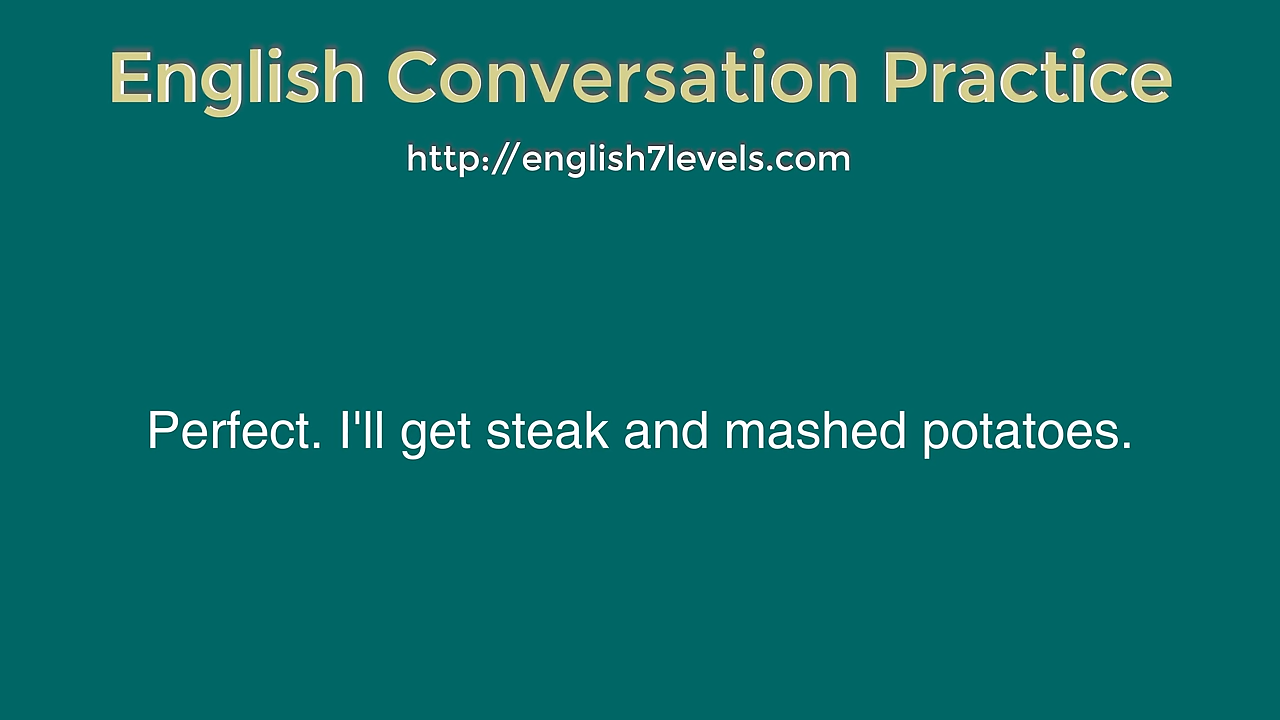 English Conversation Practice
http://english7levels.com
Perfect. I'll get steak and mashed potatoes.